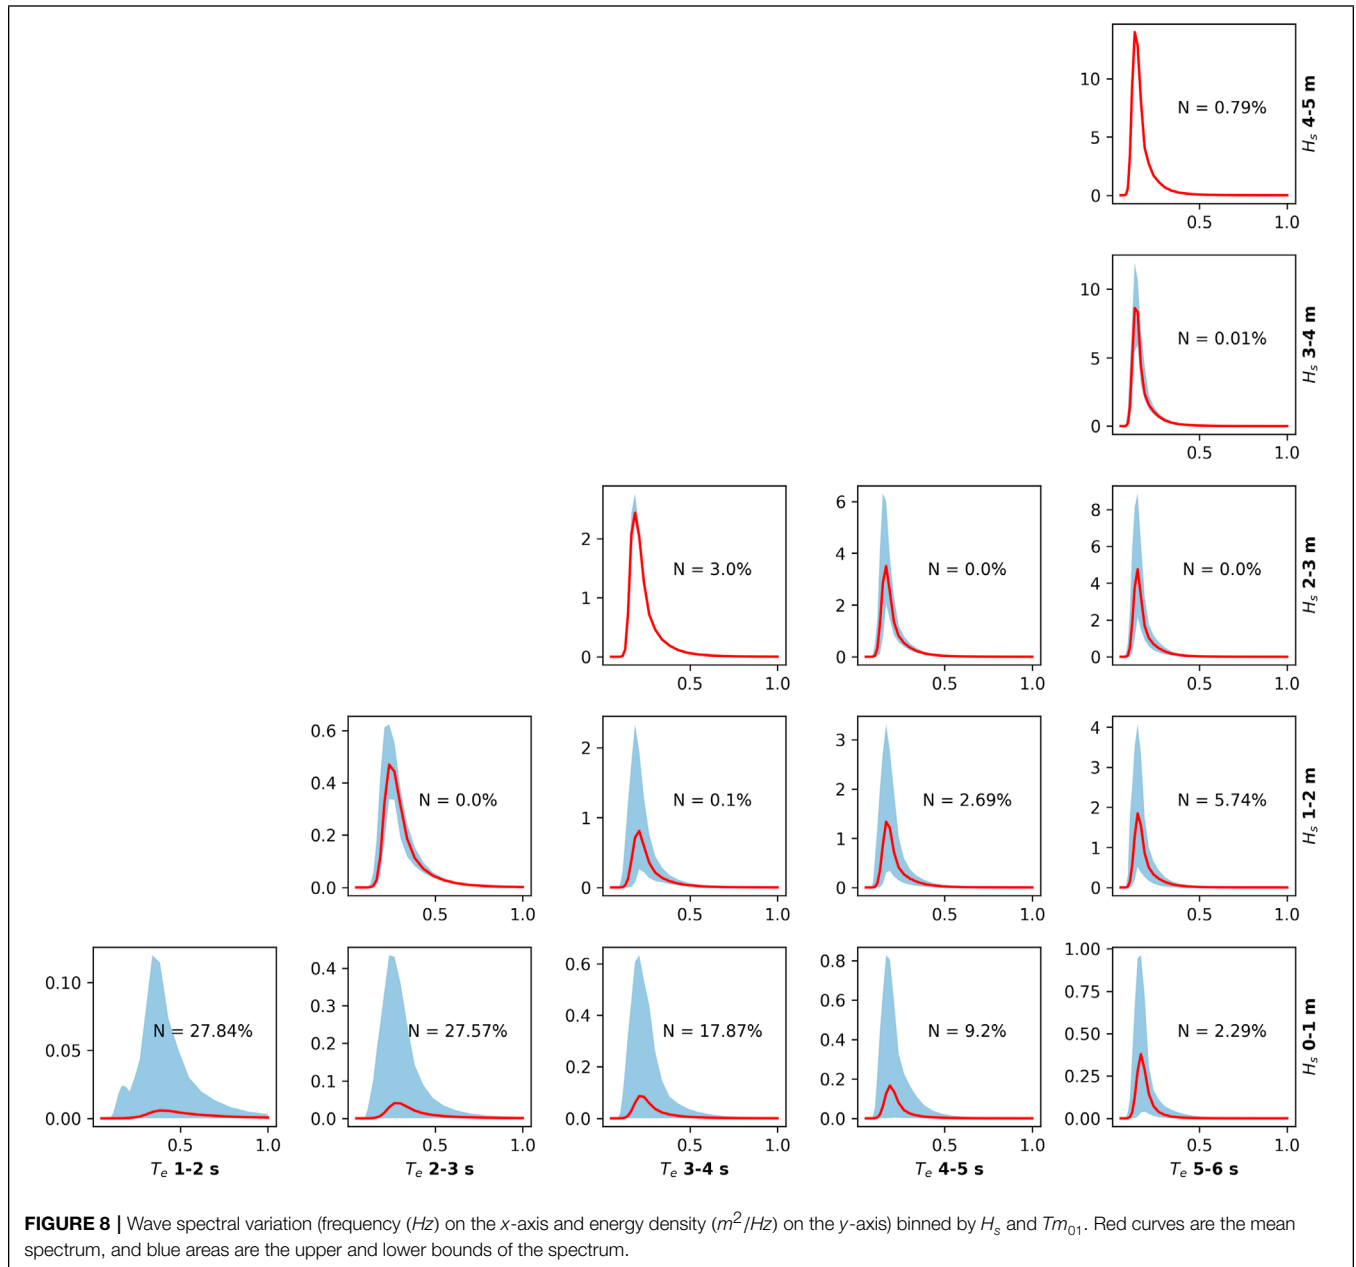 10
5
0
N = 0.79%
0.5 1.0
Hs 4-5 m
10
5
0
N = 0.01%
0.5 1.0
Hs 3-4 m
2
1
0
N = 3.0%
0.5 1.0
6
4
2
0
N = 0.0%
0.5 1.0
8
6
4
2
0
N = 0.0%
0.5 1.0
Hs 2-3 m
0.6
0.4
0.2
0.0
N = 0.0%
0.5 1.0
2
1
0
N = 0.1%
0.5 1.0
3
2
1
0
N = 2.69%
0.5 1.0
4
3
2
1
0
N = 5.74%
0.5 1.0
Hs 1-2 m
0.10
0.05
0.00
N = 27.84%
0.5 1.0
Te 1-2 s
0.4
0.3
0.2
0.1
0.0
N = 27.57%
0.5 1.0
Te 2-3 s
0.6
0.4
0.2
0.0
N = 17.87%
0.5 1.0
Te 3-4 s
0.8
0.6
0.4
0.2
0.0
N = 9.2%
0.5 1.0
Te 4-5 s
1.00
0.75
0.50
0.25
0.00
N = 2.29%
0.5 1.0
Te 5-6 s
Hs 0-1 m
FIGURE 8 | Wave spectral variation (frequency (Hz) on the x-axis and energy density (m²/Hz) on the y-axis) binned by Hs and Tm01. Red curves are the mean
spectrum, and blue areas are the upper and lower bounds of the spectrum.